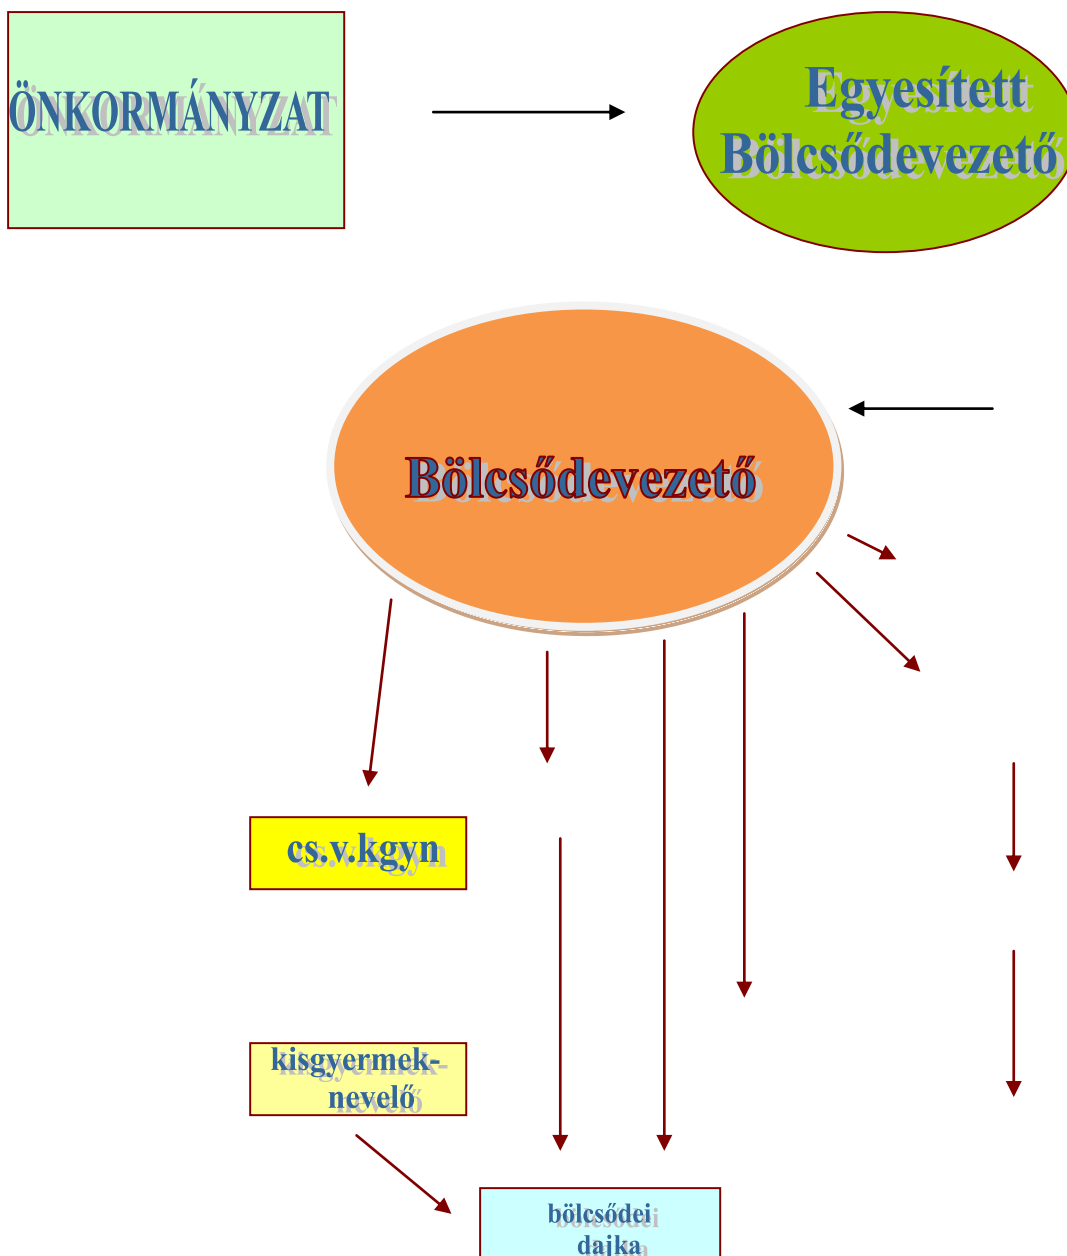 ÖNKORMÁNYZAT
Egyesített
Bölcsődevezető
Bölcsődevezető
cs.v.kgyn
kisgyermek-
nevelő
bölcsődei
dajka